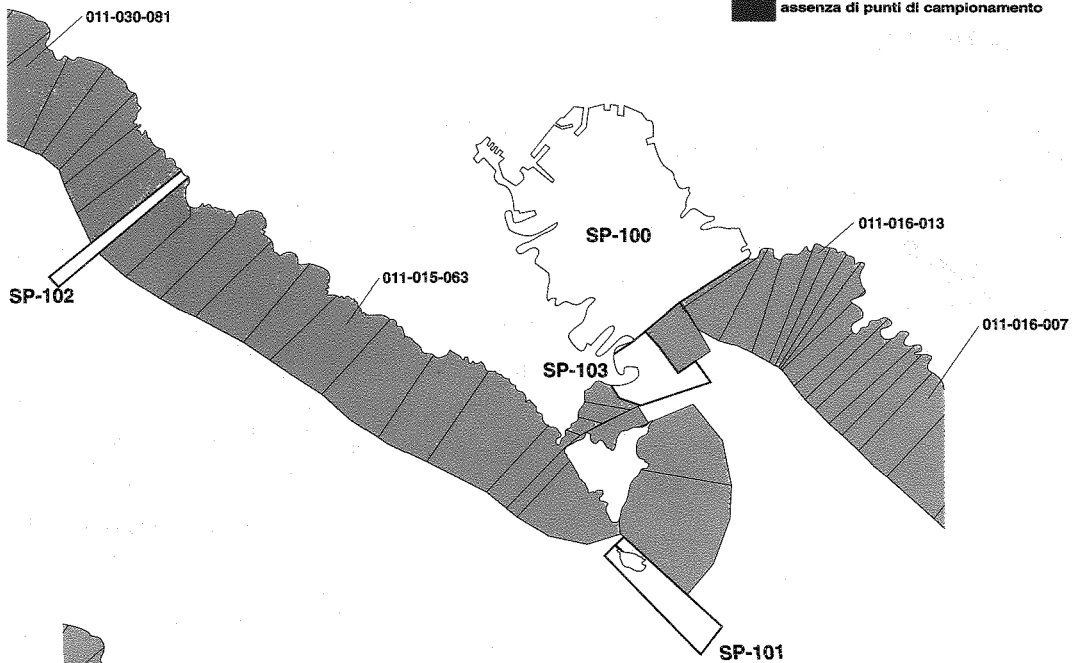 assenza di punti di campionamento
011-030-081
SP-100
011-016-013
SP-102
011-015-063
011-016-007
SP-103
SP-101